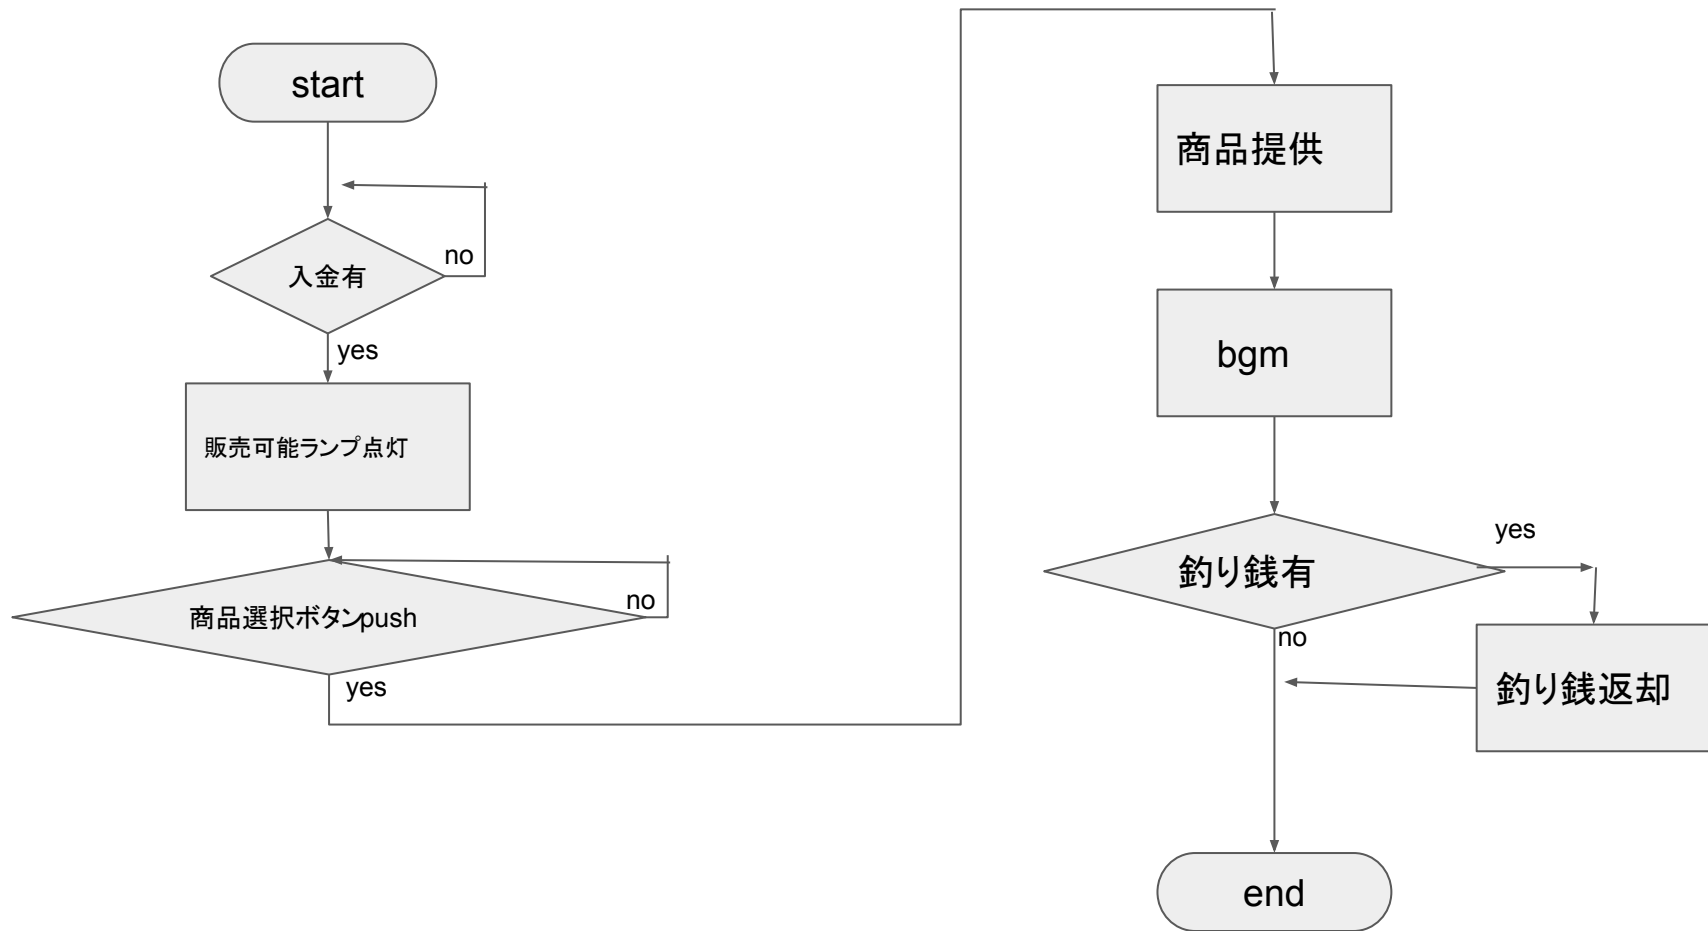 start
入金有
no
yes
販売可能ランプ点灯
商品選択ボタンpush
no
yes
商品提供
bgm
釣り銭有
yes
no
釣り銭返却
end